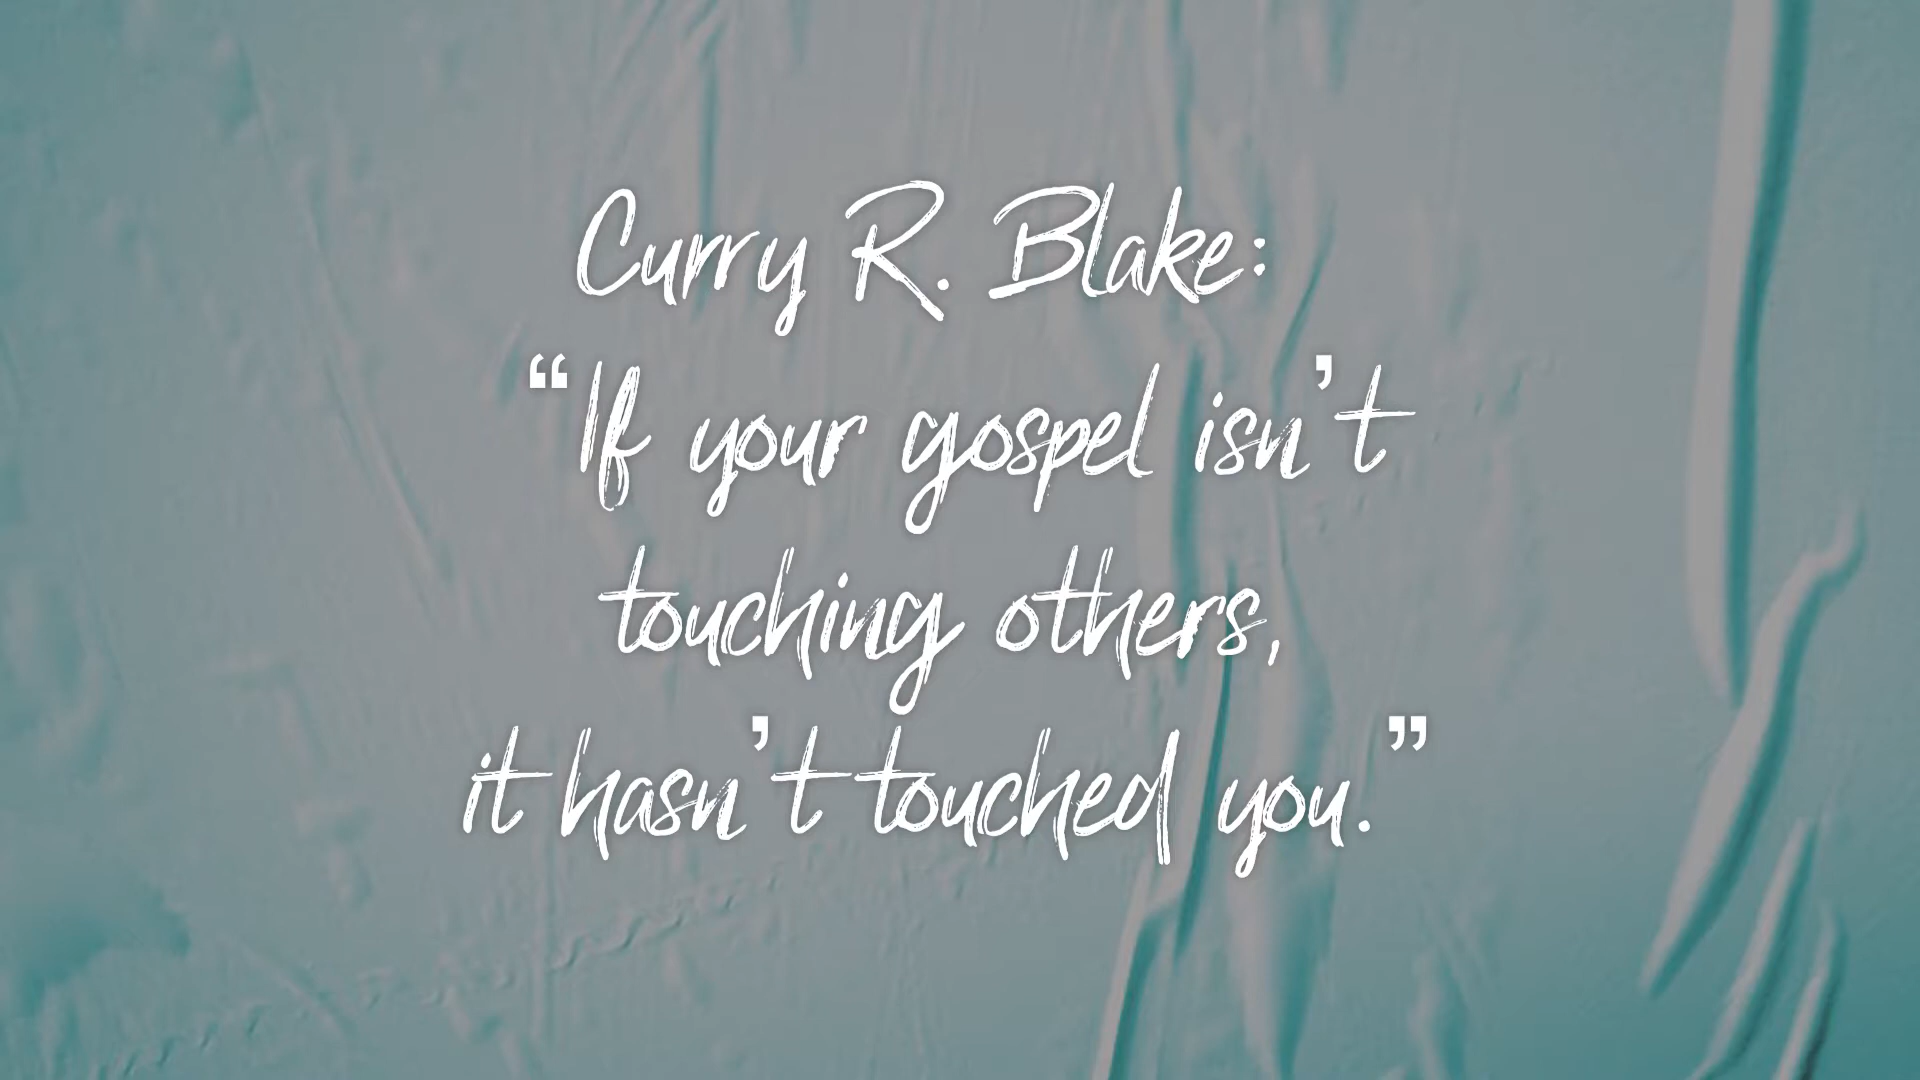 Curry R. Blake:
“If your gospel isn’t
touching others,
it hasn’t touched you.”